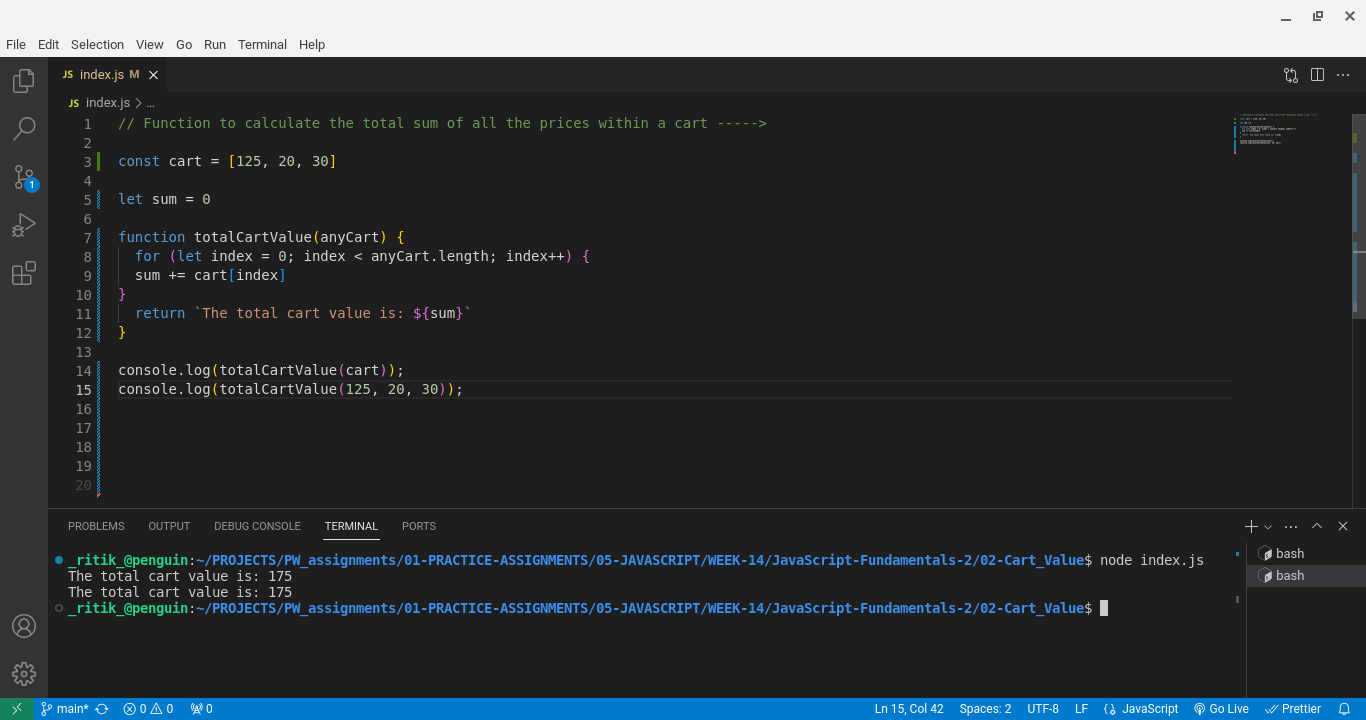 File Edit Selection View Go Run Terminal Help
JS index.js M
JS index.js > ...
1 // Function to calculate the total sum of all the prices within a cart ----->
2
3 const cart = [125, 20, 30]
4
5 let sum = 0
6
7 function totalCartValue(anyCart) {
8 for (let index = 0; index < anyCart.length; index++) {
9 sum += cart[index]
10 }
11 return `The total cart value is: ${sum}`
12 }
13
14 console.log(totalCartValue(cart));
15 console.log(totalCartValue(125, 20, 30));
16
17
18
19
20
1
PROBLEMS OUTPUT DEBUG CONSOLE TERMINAL PORTS
_ritik_@penguin:~/PROJECTS/PW_assignments/01-PRACTICE-ASSIGNMENTS/05-JAVASCRIPT/WEEK-14/JavaScript-Fundamentals-2/02-Cart_Value$ node index.js
The total cart value is: 175
The total cart value is: 175
_ritik_@penguin:~/PROJECTS/PW_assignments/01-PRACTICE-ASSIGNMENTS/05-JAVASCRIPT/WEEK-14/JavaScript-Fundamentals-2/02-Cart_Value$
bash
bash
main* 0 0 0 Ln 15, Col 42 Spaces: 2 UTF-8 LF JavaScript Go Live Prettier